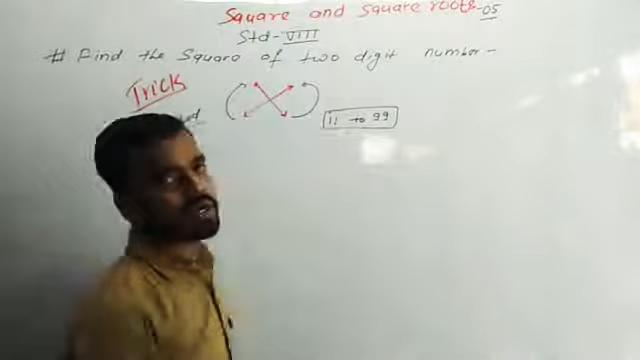 Square and square roots-05
Std-VIII
# Find the square of two digit number-
Trick
11 to 99